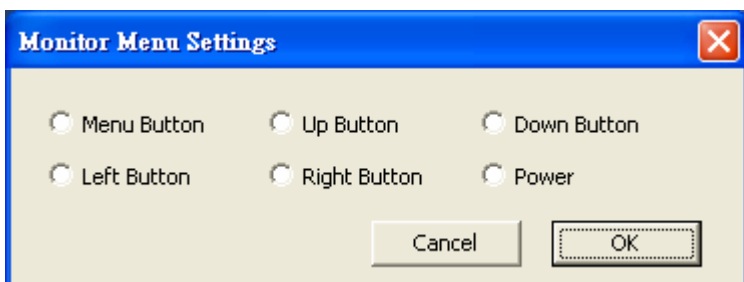 Monitor Menu Settings
Menu Button Up Button Down Button
Left Button Right Button Power
Cancel OK